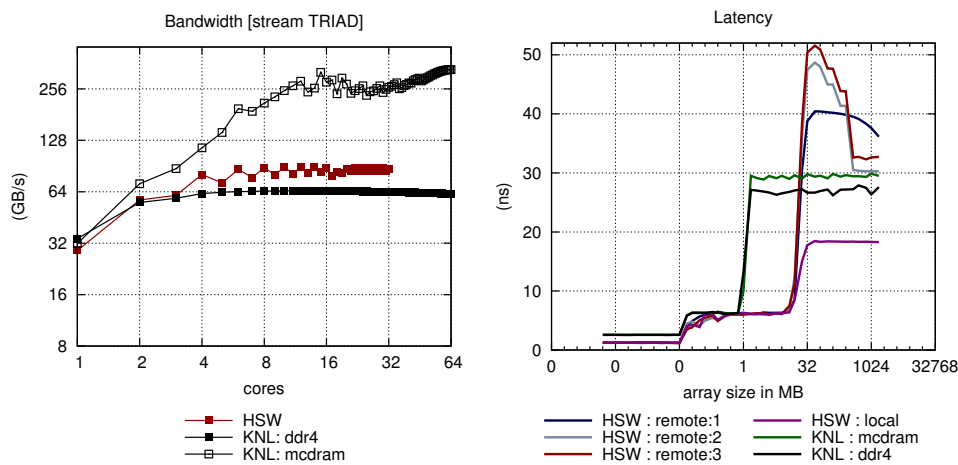 Bandwidth [stream TRIAD]
(GB/s)
256
128
64
32
16
8
1 2 4 8 16 32 64
cores
HSW
KNL: ddr4
KNL: mcdram
Latency
(ns)
50
40
30
20
10
0
0 0 0 1 32 1024 32768
array size in MB
HSW : remote:1
HSW : remote:2
HSW : remote:3
HSW : local
KNL : mcdram
KNL : ddr4